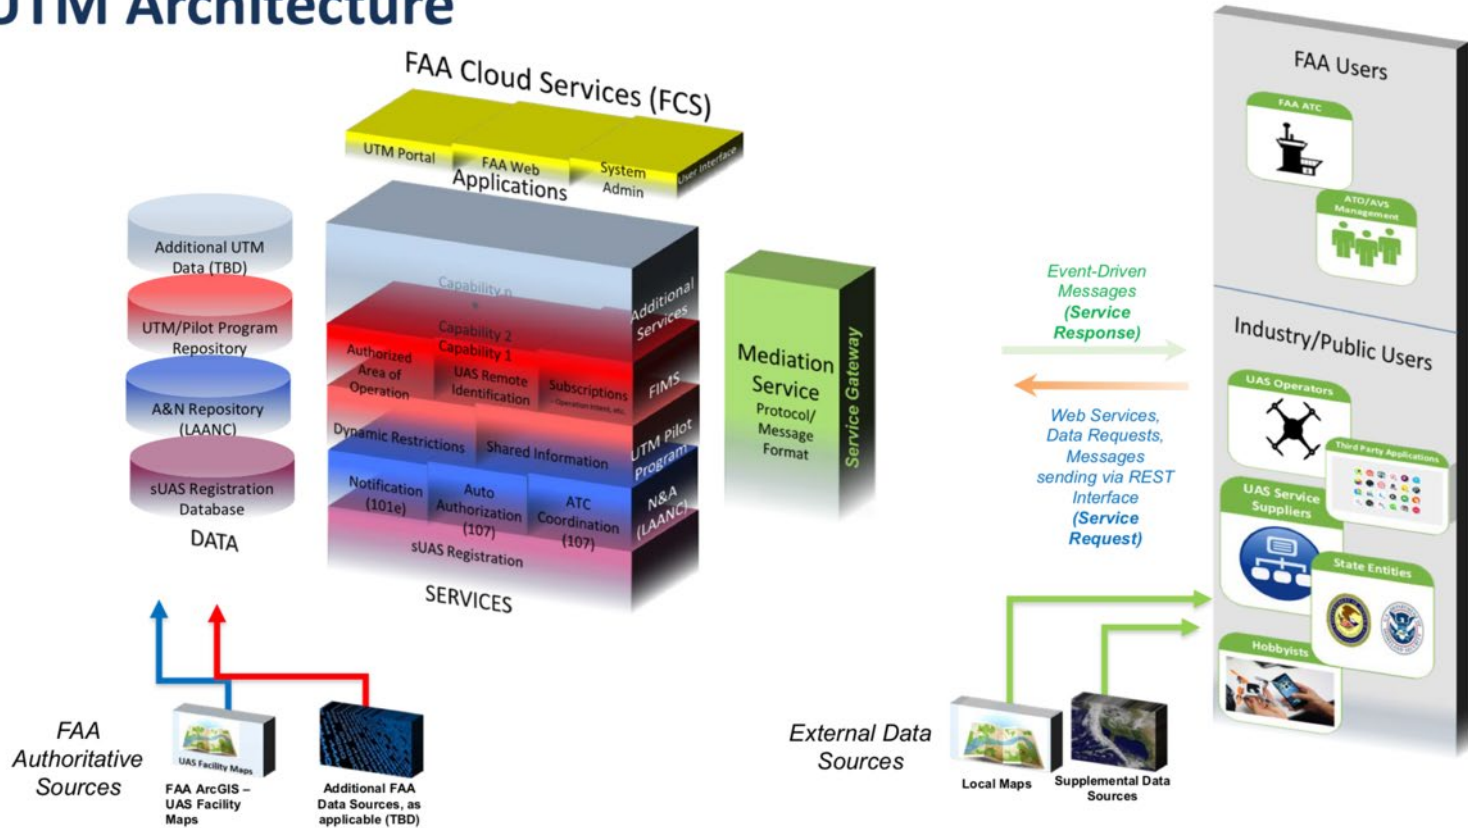 UTM Architecture
FAA Cloud Services (FCS)
UTM Portal
FAA Web
Applications
System
Admin
User Interface
Additional UTM
Data (TBD)
UTM/Pilot Program
Repository
A&N Repository
(LAANC)
sUAS Registration
Database
DATA
Capability n
Capability 2
Capability 1
Additional
Services
Authorized
Area of
Operation
UAS Remote
Identification
Subscriptions
– Operation Intent, etc.
FIMS
Dynamic Restrictions
Shared Information
UTM Pilot
Program
Notification
(101e)
Auto
Authorization
(107)
ATC
Coordination
(107)
N&A
(LAANC)
sUAS Registration
SERVICES
Mediation
Service
Protocol/
Message
Format
Service Gateway
Event-Driven
Messages
(Service
Response)
Web Services,
Data Requests,
Messages
sending via REST
Interface
(Service
Request)
FAA Users
FAA ATC
ATO/AVS
Management
Industry/Public Users
UAS Operators
Third Party Applications
UAS Service
Suppliers
State Entities
Hobbyists
FAA
Authoritative
Sources
UAS Facility Maps
FAA ArcGIS –
UAS Facility
Maps
Additional FAA
Data Sources, as
applicable (TBD)
External Data
Sources
Local Maps
Supplemental Data
Sources